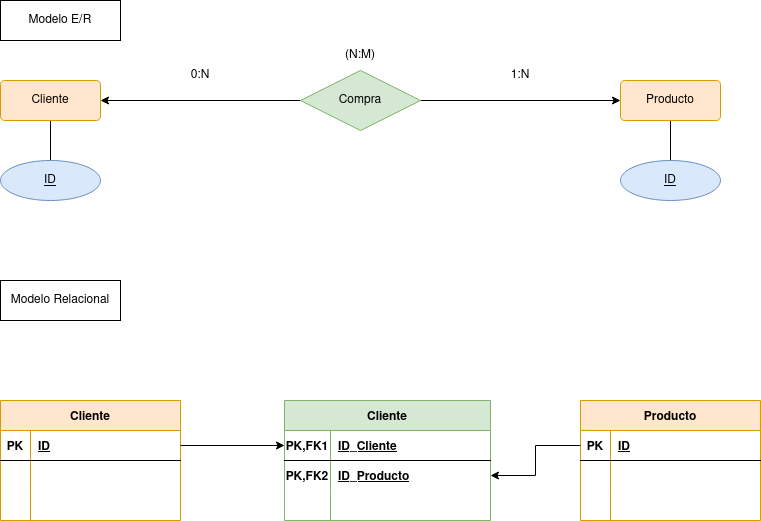 Modelo E/R
(N:M)
0:N
1:N
Cliente
Compra
Producto
ID
ID
Modelo Relacional
Cliente
Cliente
Producto
PK
ID
PK,FK1
ID_Cliente
PK
ID
PK,FK2
ID_Producto